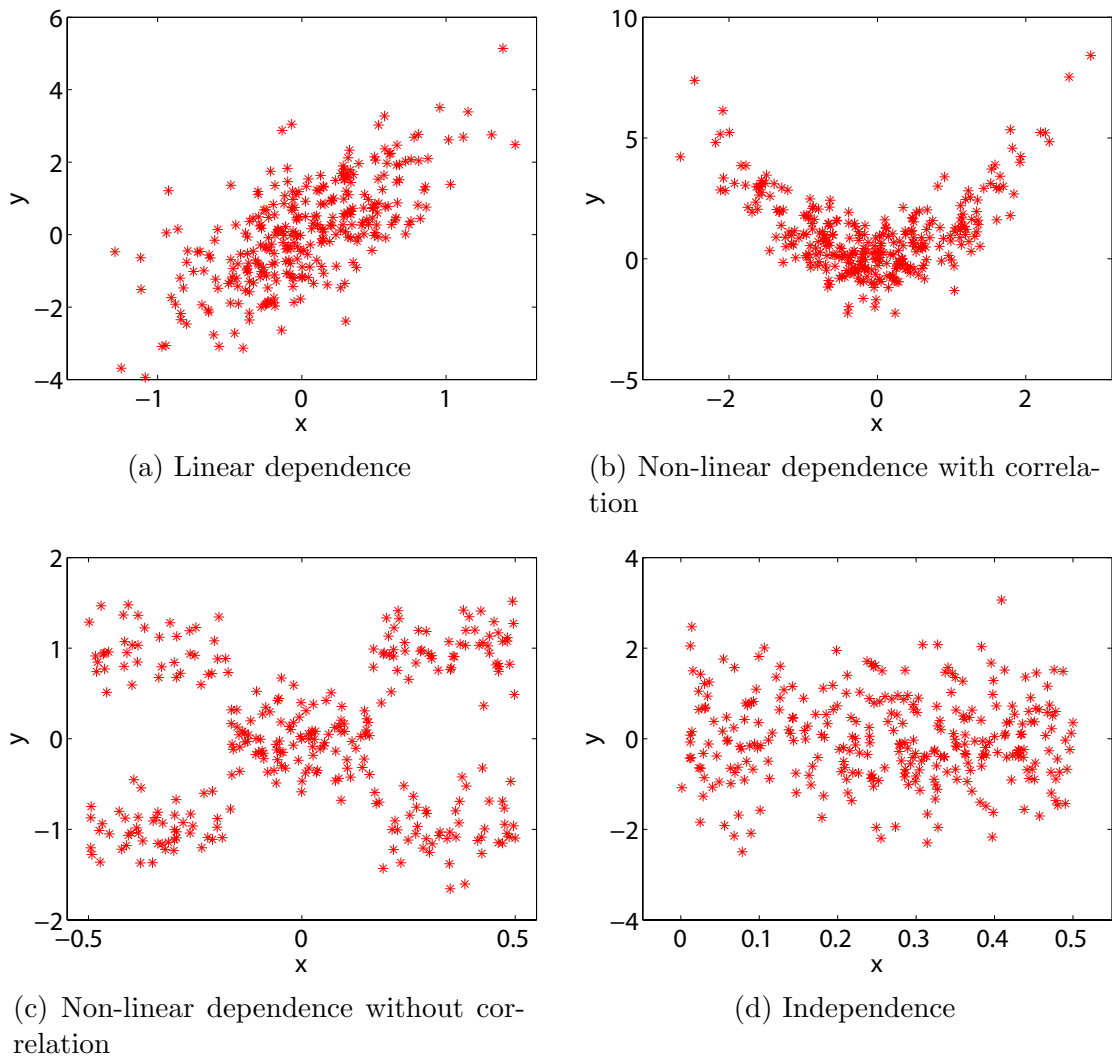 6
4
2
0
−2
−4
y
−1
0
1
x
(a) Linear dependence
10
5
0
−5
y
−2
0
2
x
(b) Non-linear dependence with correla-
tion
2
1
0
−1
−2
y
−0.5
0
0.5
x
(c) Non-linear dependence without cor-
relation
4
2
0
−2
−4
y
0
0.1
0.2
0.3
0.4
0.5
x
(d) Independence